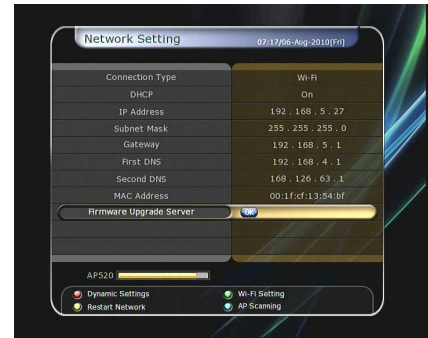 Network Setting 07:17/06-Aug-2010[Fri]
Connection Type Wi-Fi
DHCP On
IP Address 192 . 168 . 5 . 27
Subnet Mask 255 . 255 . 255 . 0
Gateway 192 . 168 . 5 . 1
First DNS 192 . 168 . 4 . 1
Second DNS 168 . 126 . 63 . 1
MAC Address 00:1f:cf:13:54:bf
Firmware Upgrade Server OK
AP520
Dynamic Settings Wi-Fi Setting
Restart Network AP Scanning